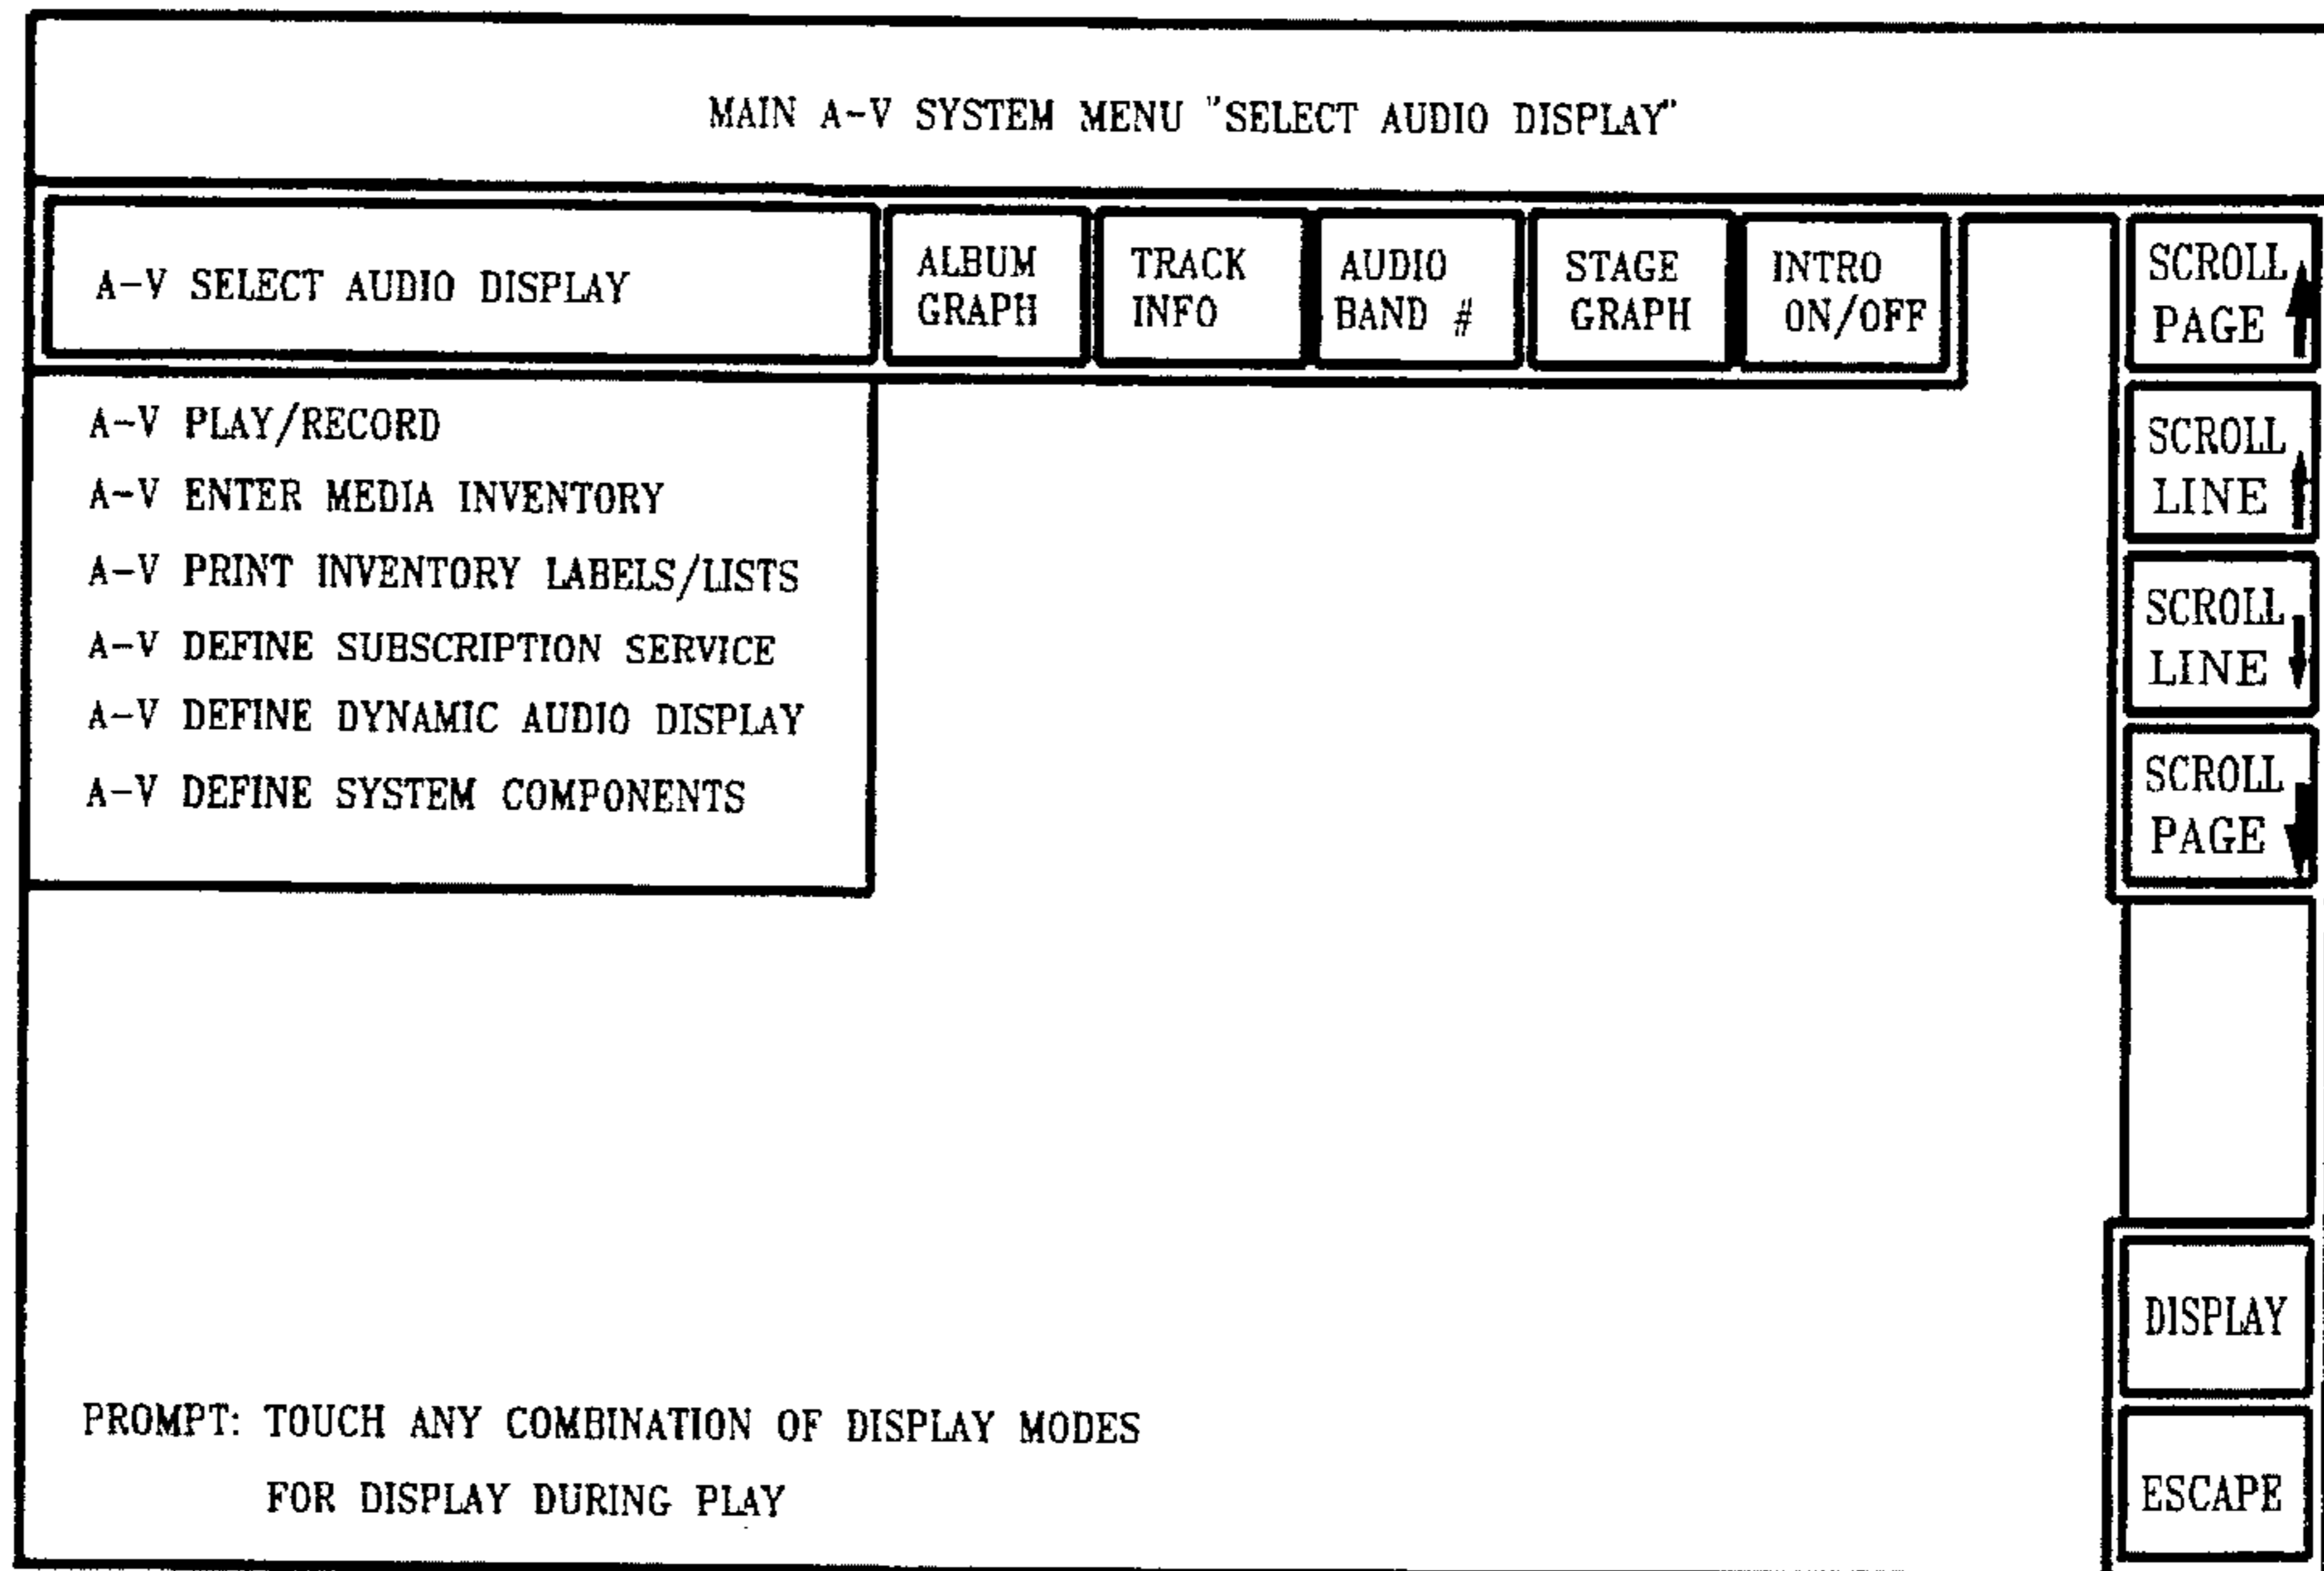 MAIN A-V SYSTEM MENU "SELECT AUDIO DISPLAY"
A-V SELECT AUDIO DISPLAY
ALBUM
GRAPH
TRACK
INFO
AUDIO
BAND #
STAGE
GRAPH
INTRO
ON/OFF
SCROLL
PAGE
SCROLL
LINE
SCROLL
LINE
SCROLL
PAGE
A-V PLAY/RECORD
A-V ENTER MEDIA INVENTORY
A-V PRINT INVENTORY LABELS/LISTS
A-V DEFINE SUBSCRIPTION SERVICE
A-V DEFINE DYNAMIC AUDIO DISPLAY
A-V DEFINE SYSTEM COMPONENTS
DISPLAY
ESCAPE
PROMPT: TOUCH ANY COMBINATION OF DISPLAY MODES
FOR DISPLAY DURING PLAY